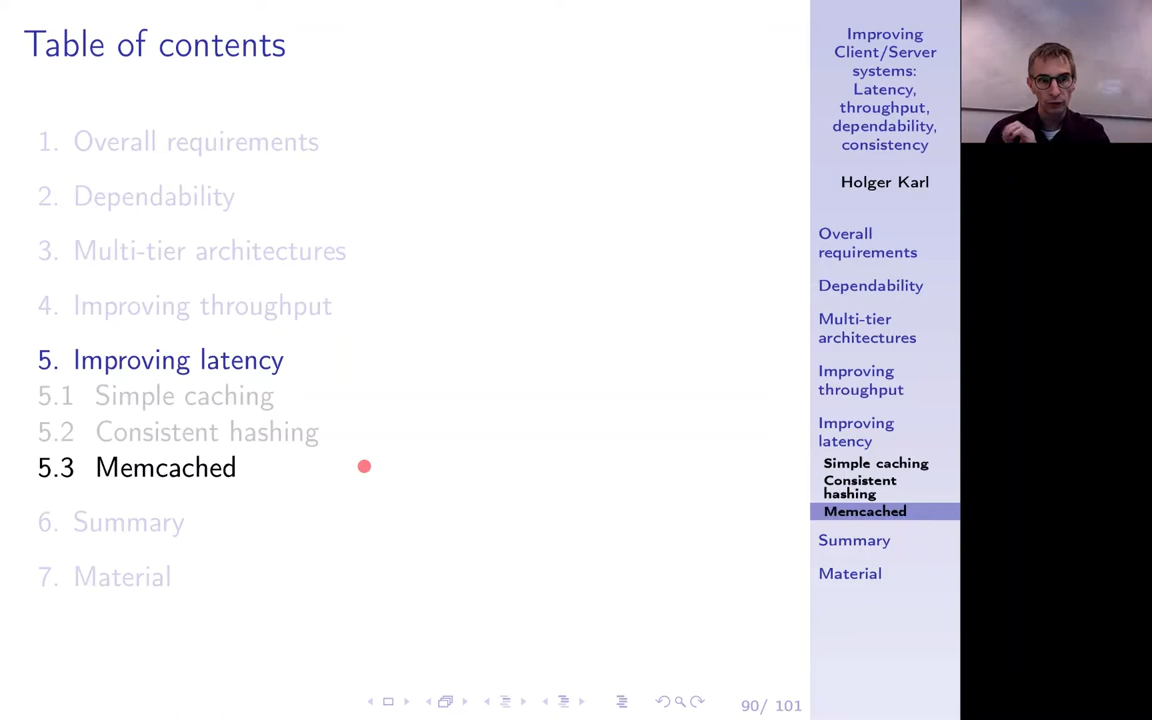 Table of contents
1. Overall requirements
2. Dependability
3. Multi-tier architectures
4. Improving throughput
5. Improving latency
5.1 Simple caching
5.2 Consistent hashing
5.3 Memcached
6. Summary
7. Material
90/ 101
Improving
Client/Server
systems:
Latency,
throughput,
dependability,
consistency
Holger Karl
Overall
requirements
Dependability
Multi-tier
architectures
Improving
throughput
Improving
latency
Simple caching
Consistent
hashing
Memcached
Summary
Material